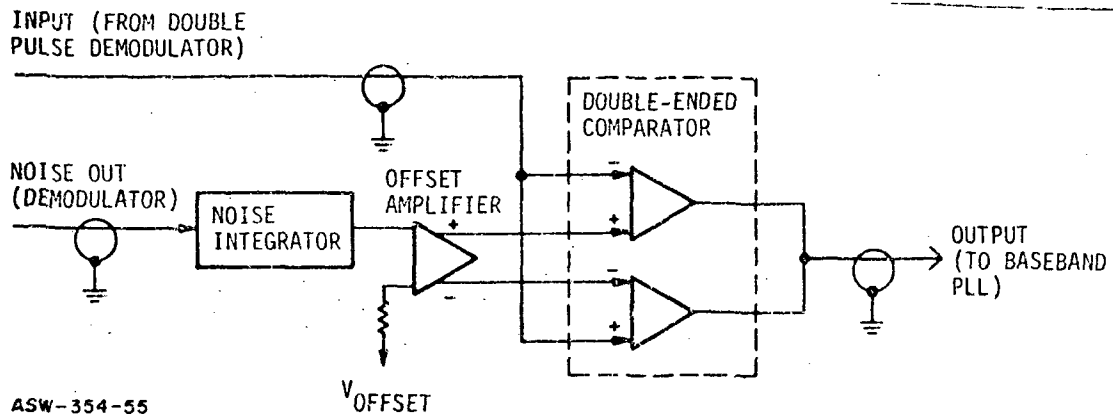 INPUT (FROM DOUBLE
PULSE DEMODULATOR)
DOUBLE-ENDED
COMPARATOR
NOISE OUT
(DEMODULATOR)
OFFSET
AMPLIFIER
NOISE
INTEGRATOR
-
+
+
-
-
+
OUTPUT
(TO BASEBAND
PLL)
VOFFSET
ASW-354-55